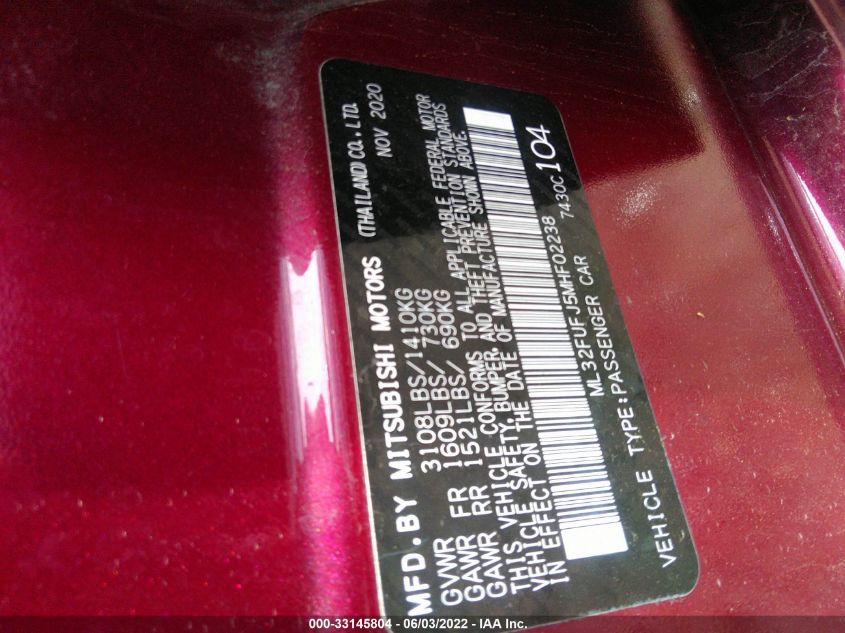 MFD.BY MITSUBISHI MOTORS (THAILAND)CO.,LTD.
NOV 2020
GVWR 3108LBS/1410KG
GAWR FR 1609LBS/ 730KG
GAWR RR 1521LBS/ 690KG
THIS VEHICLE CONFORMS TO ALL APPLICABLE FEDERAL MOTOR
VEHICLE SAFETY, BUMPER, AND THEFT PREVENTION STANDARDS
IN EFFECT ON THE DATE OF MANUFACTURE SHOWN ABOVE.
ML32FUFJ5MHF02238
VEHICLE TYPE:PASSENGER CAR 7430C 104
000-33145804 | 06/03/2022 - IAA Inc.